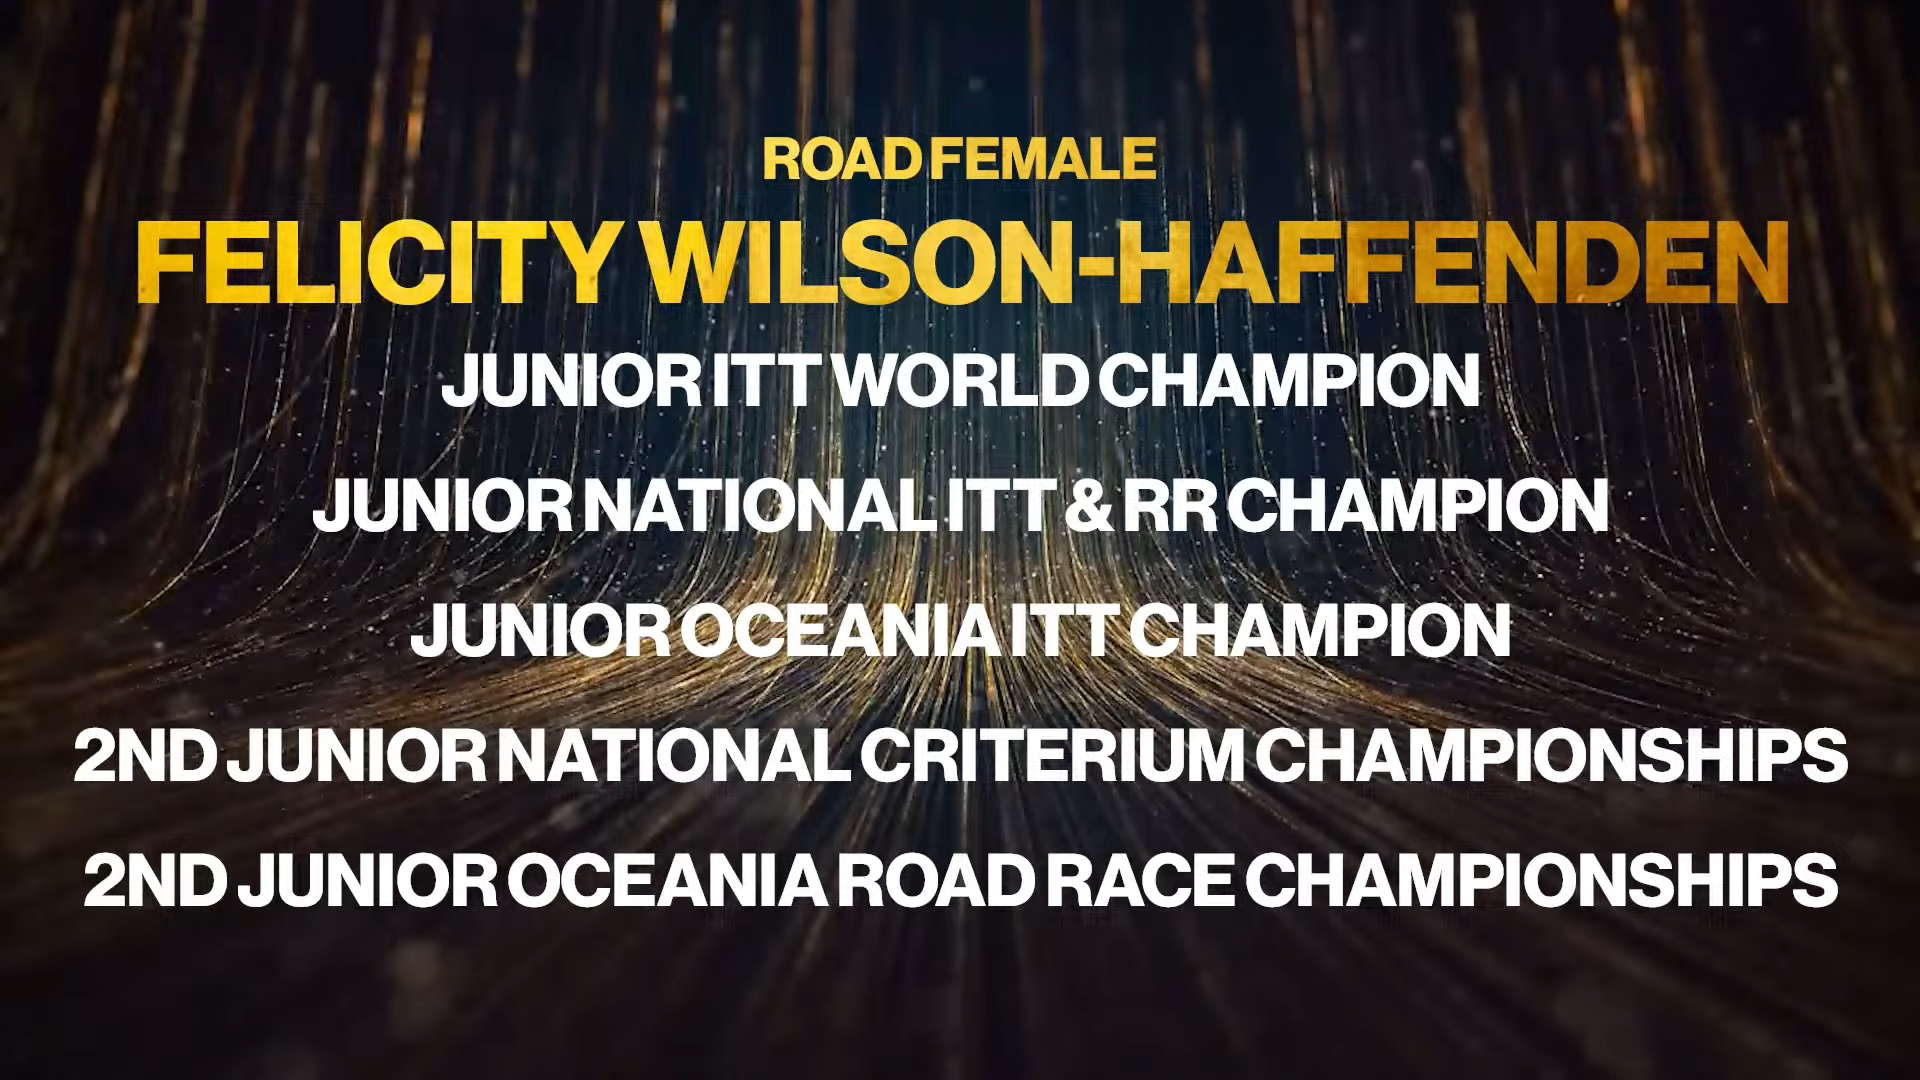 ROAD FEMALE
FELICITY WILSON-HAFFENDEN
JUNIOR ITT WORLD CHAMPION
JUNIOR NATIONAL ITT & RR CHAMPION
JUNIOR OCEANIA ITT CHAMPION
2ND JUNIOR NATIONAL CRITERIUM CHAMPIONSHIPS
2ND JUNIOR OCEANIA ROAD RACE CHAMPIONSHIPS